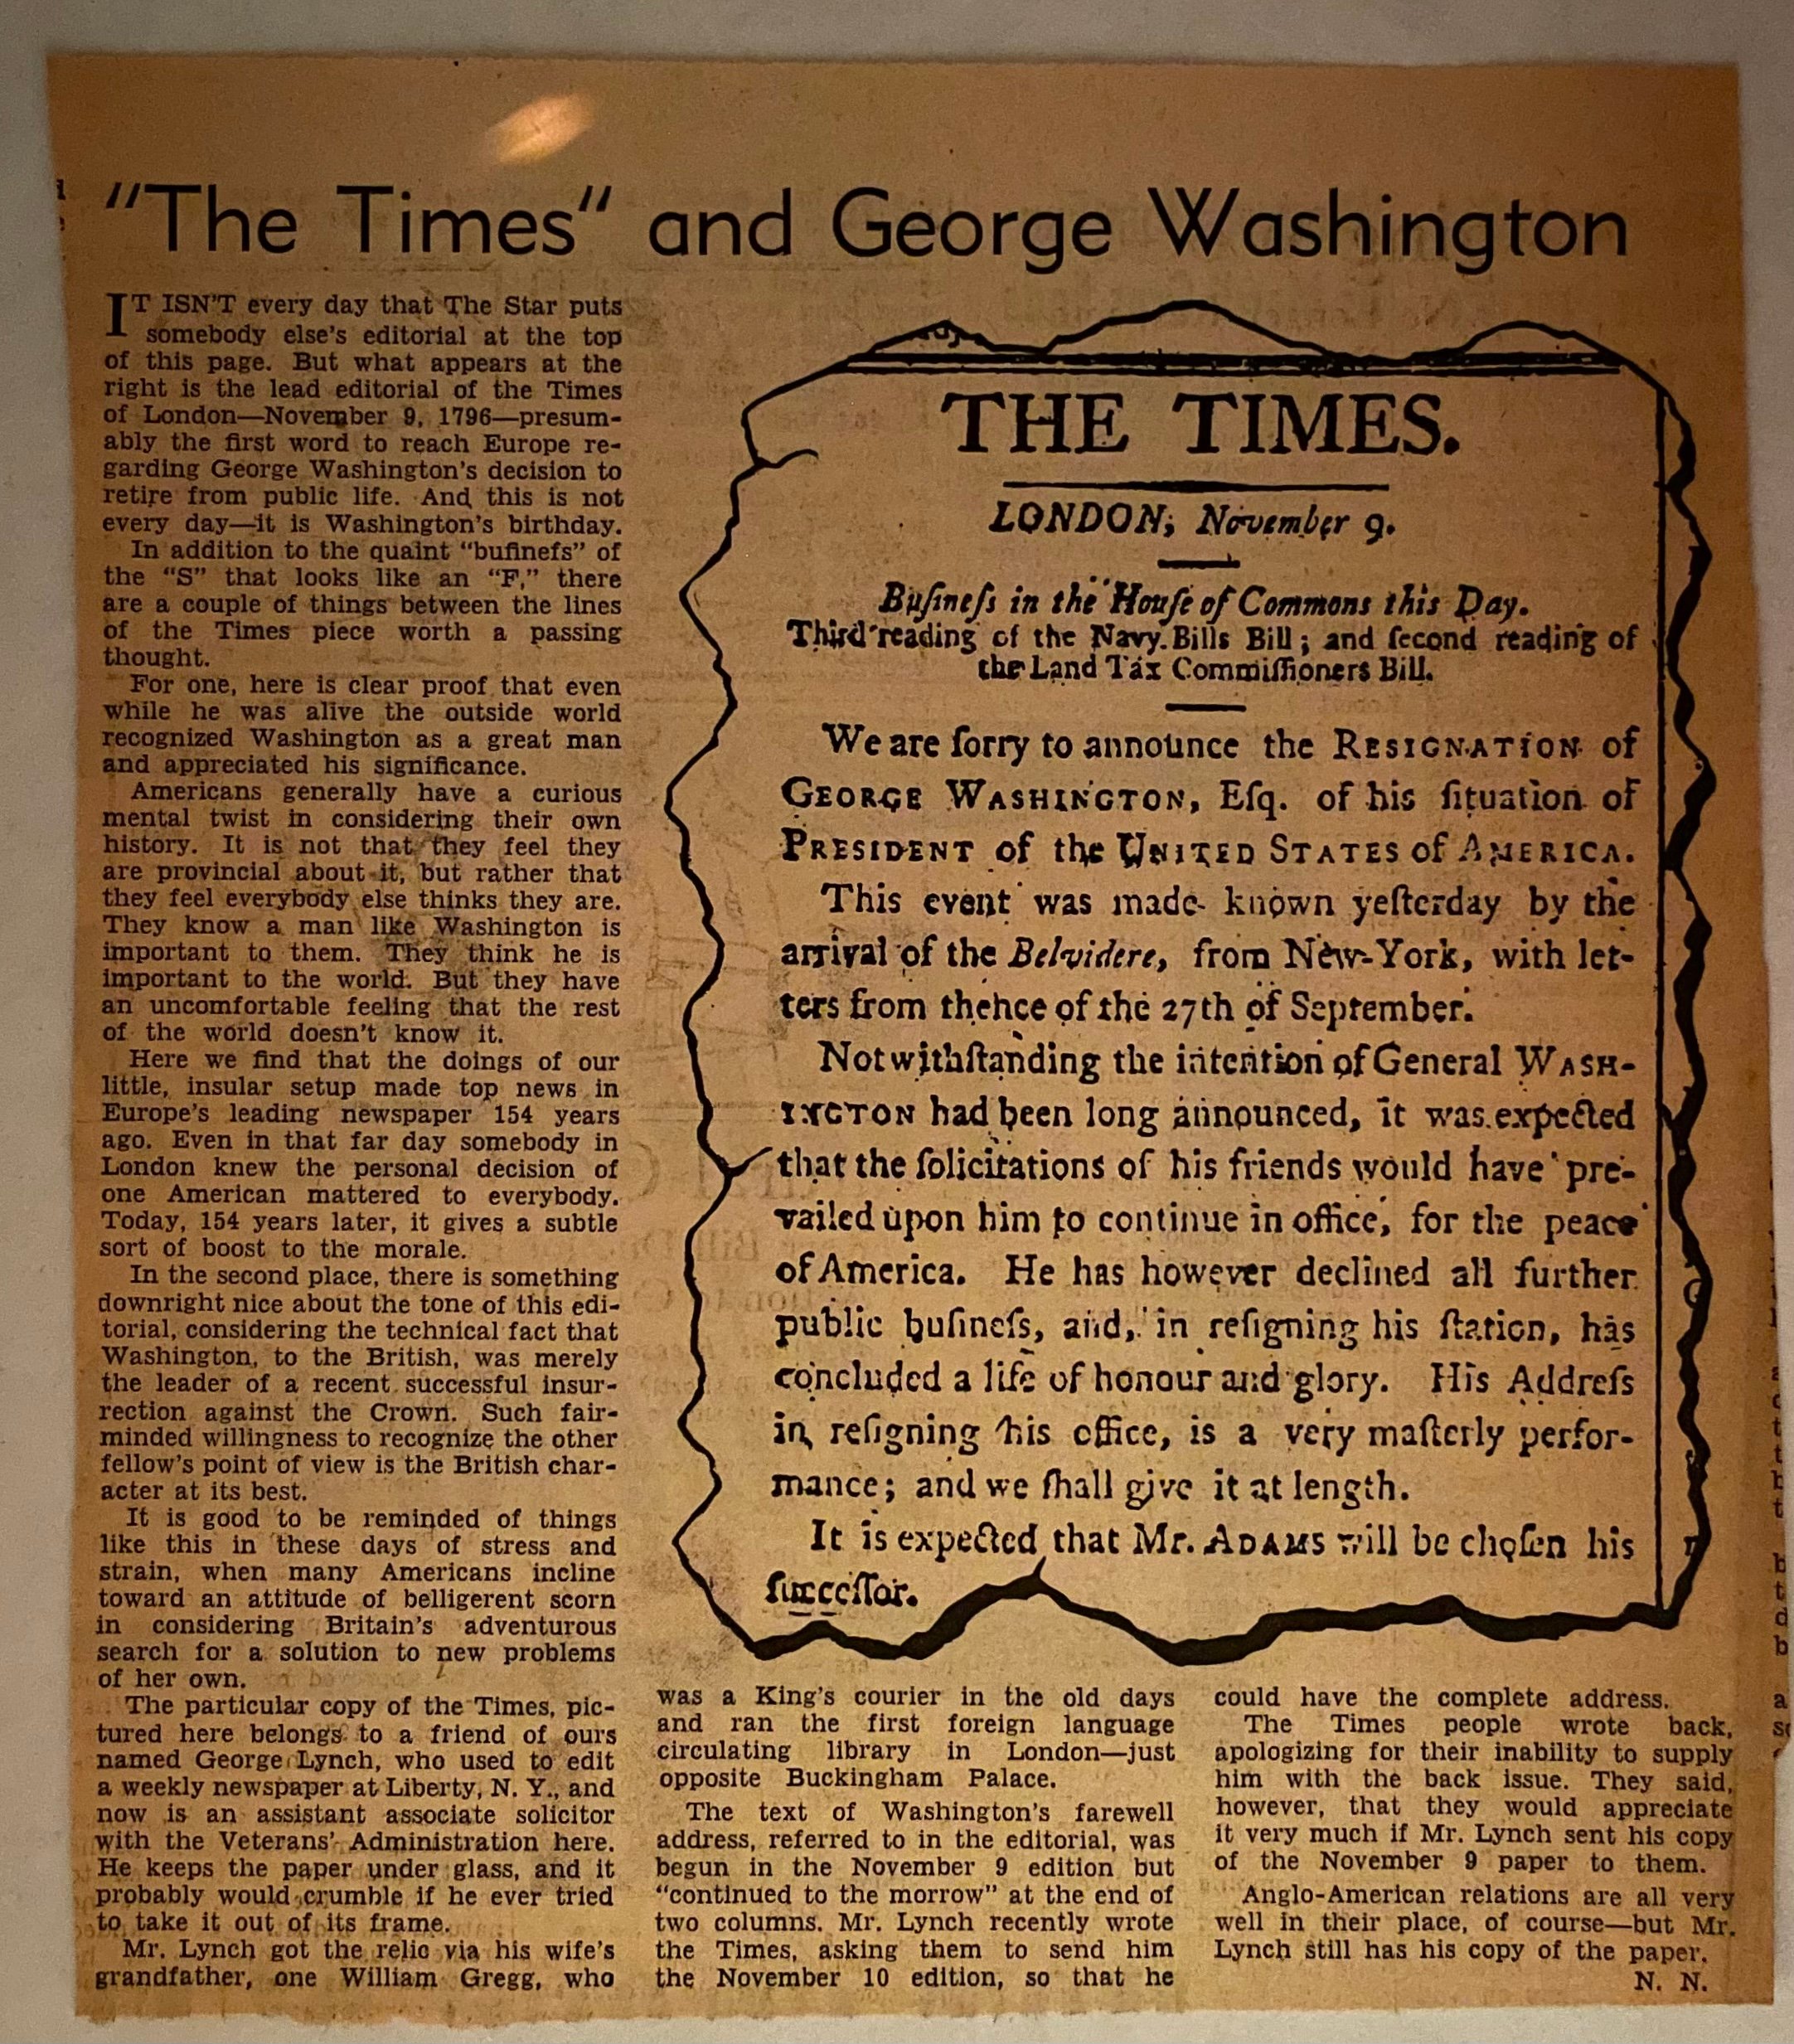 "The Times" and George Washington
IT ISN'T every day that The Star puts
somebody else's editorial at the top
of this page. But what appears at the
right is the lead editorial of the Times
of London—November 9, 1796—presum-
ably the first word to reach Europe re-
garding George Washington's decision to
retire from public life. And this is not
every day—it is Washington's birthday.
In addition to the quaint "bufinefs" of
the "S" that looks like an "F," there
are a couple of things between the lines
of the Times piece worth a passing
thought.
For one, here is clear proof that even
while he was alive the outside world
recognized Washington as a great man
and appreciated his significance.
Americans generally have a curious
mental twist in considering their own
history. It is not that they feel they
are provincial about it, but rather that
they feel everybody else thinks they are.
They know a man like Washington is
important to them. They think he is
important to the world. But they have
an uncomfortable feeling that the rest
of the world doesn't know it.
Here we find that the doings of our
little, insular setup made top news in
Europe's leading newspaper 154 years
ago. Even in that far day somebody in
London knew the personal decision of
one American mattered to everybody.
Today, 154 years later, it gives a subtle
sort of boost to the morale.
In the second place, there is something
downright nice about the tone of this edi-
torial, considering the technical fact that
Washington, to the British, was merely
the leader of a recent successful insur-
rection against the Crown. Such fair-
minded willingness to recognize the other
fellow's point of view is the British char-
acter at its best.
It is good to be reminded of things
like this in these days of stress and
strain, when many Americans incline
toward an attitude of belligerent scorn
in considering Britain's adventurous
search for a solution to new problems
of her own.
The particular copy of the Times, pic-
tured here belongs to a friend of ours
named George Lynch, who used to edit
a weekly newspaper at Liberty, N. Y., and
now is an assistant associate solicitor
with the Veterans' Administration here.
He keeps the paper under glass, and it
probably would crumble if he ever tried
to take it out of its frame.
Mr. Lynch got the relic via his wife's
grandfather, one William Gregg, who
THE TIMES.
LONDON, November 9.
Buſineſs in the Houſe of Commons this Day.
Third reading of the Navy Bills Bill; and ſecond reading of
the Land Tax Commiſſioners Bill.
We are ſorry to announce the RESIGNATION of
GEORGE WASHINGTON, Eſq. of his ſituation of
PRESIDENT of the UNITED STATES of AMERICA.
This event was made known yeſterday by the
arrival of the Belvidere, from New-York, with let-
ters from thence of the 27th of September.
Notwithſtanding the intention of General WASH-
INGTON had been long announced, it was expected
that the ſolicitations of his friends would have pre-
vailed upon him to continue in office, for the peace
of America. He has however declined all further
public buſineſs, and, in reſigning his ſtation, has
concluded a life of honour and glory. His Addreſs
in reſigning his office, is a very maſterly perfor-
mance; and we ſhall give it at length.
It is expected that Mr. ADAMS will be choſen his
ſucceſſor.
was a King's courier in the old days
and ran the first foreign language
circulating library in London—just
opposite Buckingham Palace.
The text of Washington's farewell
address, referred to in the editorial, was
begun in the November 9 edition but
"continued to the morrow" at the end of
two columns. Mr. Lynch recently wrote
the Times, asking them to send him
the November 10 edition, so that he
could have the complete address.
The Times people wrote back,
apologizing for their inability to supply
him with the back issue. They said,
however, that they would appreciate
it very much if Mr. Lynch sent his copy
of the November 9 paper to them.
Anglo-American relations are all very
well in their place, of course—but Mr.
Lynch still has his copy of the paper.
N. N.